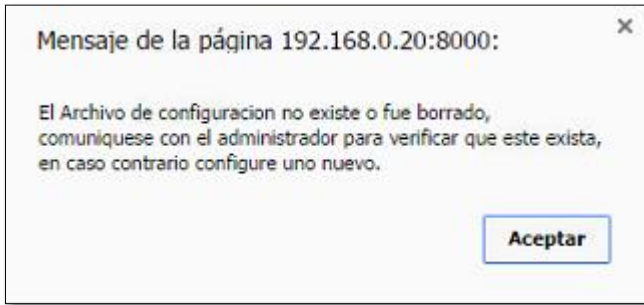 Mensaje de la página 192.168.0.20:8000:
El Archivo de configuracion no existe o fue borrado,
comuniquese con el administrador para verificar que este exista,
en caso contrario configure uno nuevo.
Aceptar